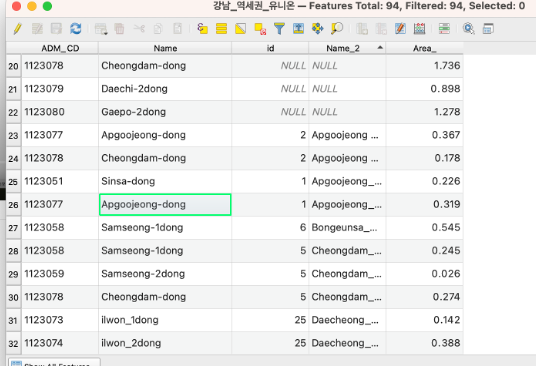 강남_역세권_유니온 — Features Total: 94, Filtered: 94, Selected: 0
ADM_CD Name id Name_2 Area_
20 1123078 Cheongdam-dong NULL NULL 1.736
21 1123079 Daechi-2dong NULL NULL 0.898
22 1123080 Gaepo-2dong NULL NULL 1.278
23 1123077 Apgoojeong-dong 2 Apgoojeong ... 0.367
24 1123078 Cheongdam-dong 2 Apgoojeong ... 0.178
25 1123051 Sinsa-dong 1 Apgoojeong_... 0.226
26 1123077 Apgoojeong-dong 1 Apgoojeong_... 0.319
27 1123058 Samseong-1dong 6 Bongeunsa_... 0.545
28 1123058 Samseong-1dong 5 Cheongdam_... 0.245
29 1123059 Samseong-2dong 5 Cheongdam_... 0.026
30 1123078 Cheongdam-dong 5 Cheongdam_... 0.274
31 1123073 ilwon_1dong 25 Daecheong_... 0.142
32 1123074 ilwon_2dong 25 Daecheong_... 0.388
Show All Features